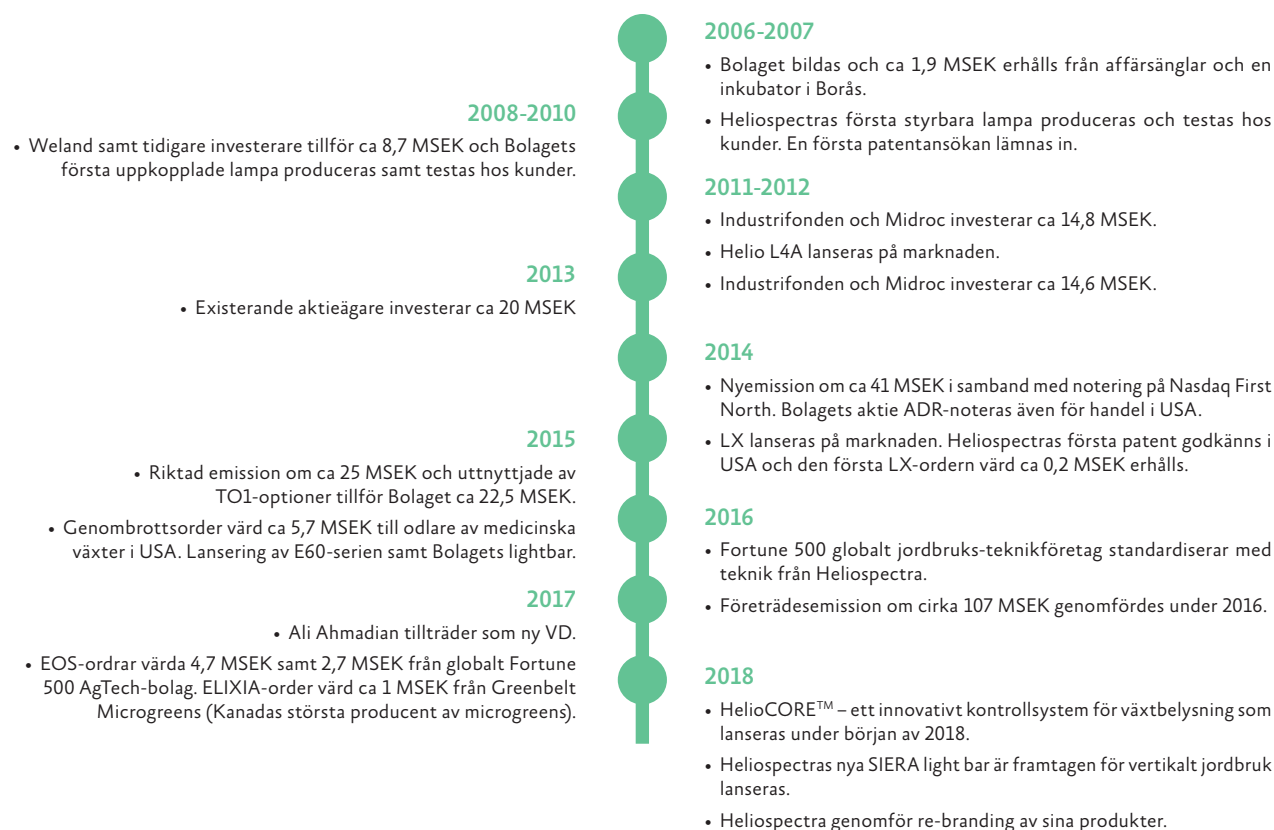 2006-2007
• Bolaget bildas och ca 1,9 MSEK erhålls från affärsänglar och en
inkubator i Borås.
• Heliospectras första styrbara lampa produceras och testas hos
kunder. En första patentansökan lämnas in.
2008-2010
• Weland samt tidigare investerare tillför ca 8,7 MSEK och Bolagets
första uppkopplade lampa produceras samt testas hos kunder.
2011-2012
• Industrifonden och Midroc investerar ca 14,8 MSEK.
• Helio L4A lanseras på marknaden.
• Industrifonden och Midroc investerar ca 14,6 MSEK.
2013
• Existerande aktieägare investerar ca 20 MSEK
2014
• Nyemission om ca 41 MSEK i samband med notering på Nasdaq First
North. Bolagets aktie ADR-noteras även för handel i USA.
• LX lanseras på marknaden. Heliospectras första patent godkänns i
USA och den första LX-ordern värd ca 0,2 MSEK erhålls.
2015
• Riktad emission om ca 25 MSEK och uttnyttjade av
TO1-optioner tillför Bolaget ca 22,5 MSEK.
• Genombrottsorder värd ca 5,7 MSEK till odlare av medicinska
växter i USA. Lansering av E60-serien samt Bolagets lightbar.
2016
• Fortune 500 globalt jordbruks-teknikföretag standardiserar med
teknik från Heliospectra.
• Företrädesemission om cirka 107 MSEK genomfördes under 2016.
2017
• Ali Ahmadian tillträder som ny VD.
• EOS-ordrar värda 4,7 MSEK samt 2,7 MSEK från globalt Fortune
500 AgTech-bolag. ELIXIA-order värd ca 1 MSEK från Greenbelt
Microgreens (Kanadas största producent av microgreens).
2018
• HelioCORE™ – ett innovativt kontrollsystem för växtbelysning som
lanseras under början av 2018.
• Heliospectras nya SIERA light bar är framtagen för vertikalt jordbruk
lanseras.
• Heliospectra genomför re-branding av sina produkter.